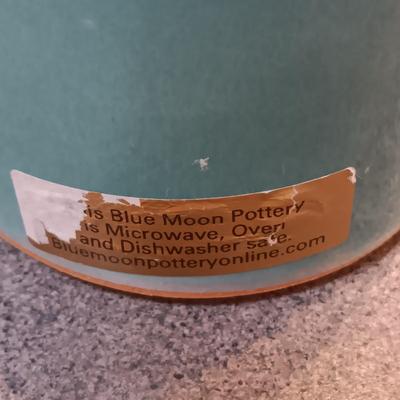 is Blue Moon Pottery
is Microwave, Oven
and Dishwasher safe.
Bluemoonpotteryonline.com